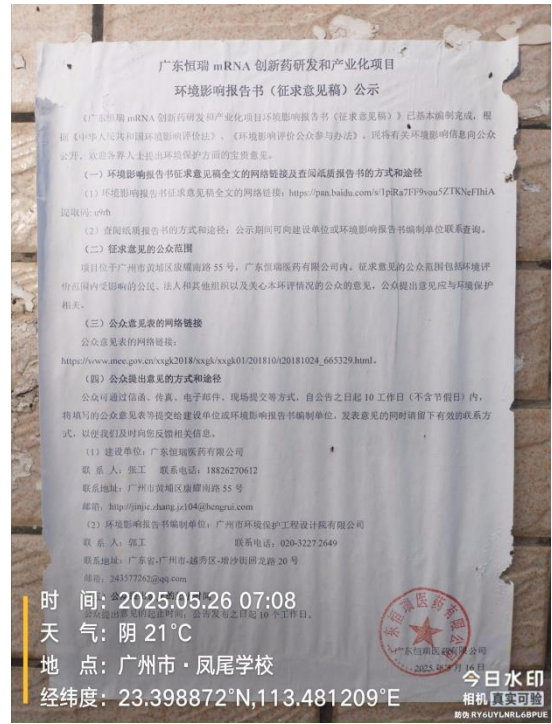 广东恒瑞 mRNA 创新药研发和产业化项目
环境影响报告书（征求意见稿）公示
《广东恒瑞 mRNA 创新药研发和产业化项目环境影响报告书（征求意见稿）》已基本编制完成，根
据《中华人民共和国环境影响评价法》、《环境影响评价公众参与办法》，现将有关环境影响信息向公众
公开，欢迎各界人士提出环境保护方面的宝贵意见。
（一）环境影响报告书征求意见稿全文的网络链接及查阅纸质报告书的方式和途径
（1）环境影响报告书征求意见稿全文的网络链接：https://pan.baidu.com/s/1piRa7FF9vou5ZTKNeFIhiA
提取码: u9rh
（2）查阅纸质报告书的方式和途径：公示期间可向建设单位或环境影响报告书编制单位联系查询。
（二）征求意见的公众范围
项目位于广州市黄埔区康耀南路 55 号，广东恒瑞医药有限公司内。征求意见的公众范围包括环境评
价范围内受影响的公民、法人和其他组织以及关心本环评情况的公众的意见，公众提出意见应与环境保护
相关。
（三）公众意见表的网络链接
公众意见表的网络链接：
https://www.mee.gov.cn/xxgk2018/xxgk/xxgk01/201810/t20181024_665329.html。
（四）公众提出意见的方式和途径
公众可通过信函、传真、电子邮件、现场提交等方式，自公告之日起 10 工作日（不含节假日）内，
将填写的公众意见表等提交给建设单位或环境影响报告书编制单位，发表意见的同时请留下有效的联系方
式，以便我们及时向您反馈相关信息。
（1）建设单位：广东恒瑞医药有限公司
联 系 人：张工 联系电话：18826270612
联系地址：广州市黄埔区康耀南路 55 号
邮箱：http://jinjie.zhang.jz104@hengrui.com
（2）环境影响报告书编制单位：广州市环境保护工程设计院有限公司
联 系 人：郭工 联系电话：020-3227 2649
联系地址：广东省-广州市-越秀区-增沙街回龙路 20 号
邮箱：243577262@qq.com
公众提出意见的起止时间：公告发布之日起 10 个工作日。
广东恒瑞医药有限公司
2025 年 月 16 日
时 间：2025.05.26 07:08
天 气：阴 21°C
地 点：广州市·凤尾学校
经纬度：23.398872°N,113.481209°E
今日水印
相机 真实可验
防伪 RY6UYLNRL6BPUE